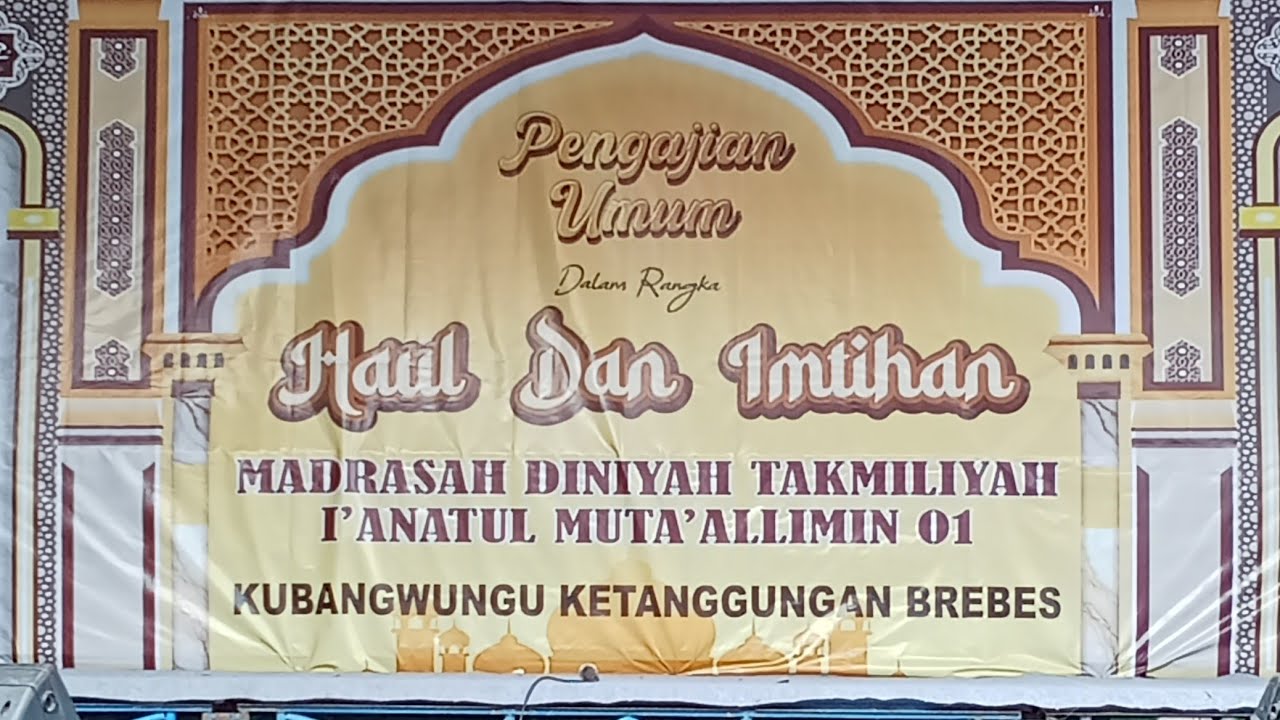 Pengajian
Umum
Dalam Rangka
Haul Dan Imtihan
MADRASAH DINIYAH TAKMILIYAH
I'ANATUL MUTA'ALLIMIN 01
KUBANGWUNGU KETANGGUNGAN BREBES